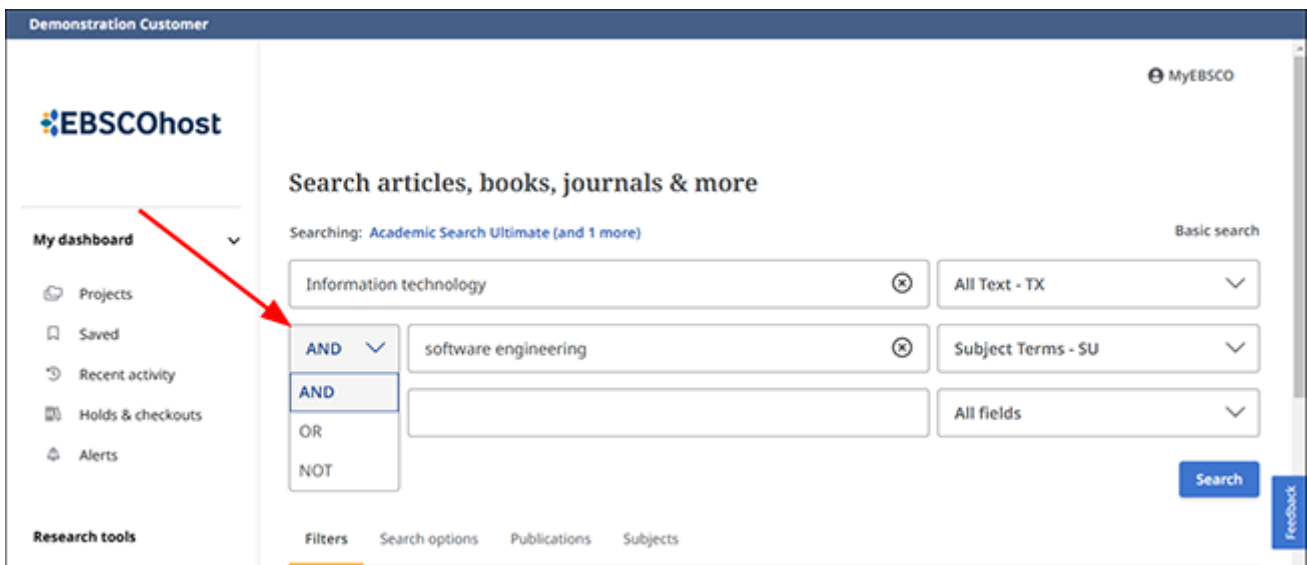 Demonstration Customer
MyEBSCO
EBSCOhost
Search articles, books, journals & more
My dashboard
Searching: Academic Search Ultimate (and 1 more)
Basic search
Projects
Information technology
All Text - TX
Saved
AND
software engineering
Subject Terms - SU
Recent activity
AND
Holds & checkouts
All fields
OR
Alerts
NOT
Search
Feedback
Research tools
Filters Search options Publications Subjects